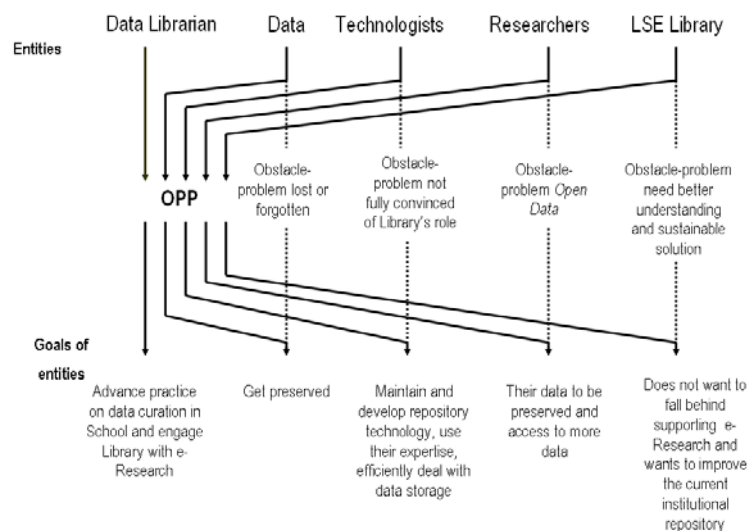 Data Librarian
Data
Technologists
Researchers
LSE Library
Entities
Obstacle-
problem lost or
forgotten
Obstacle-
problem not
fully convinced
of Library's role
Obstacle-
problem Open
Data
Obstacle-problem
need better
understanding
and sustainable
solution
OPP
Goals of
entities
Advance practice
on data curation in
School and engage
Library with e-
Research
Get preserved
Maintain and
develop repository
technology, use
their expertise,
efficiently deal with
data storage
Their data to be
preserved and
access to more
data
Does not want to
fall behind
supporting e-
Research and
wants to improve
the current
institutional
repository